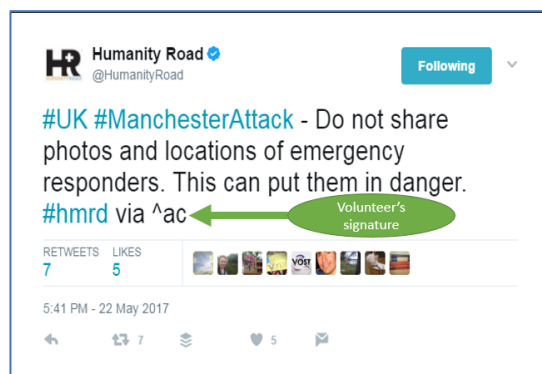 HR Humanity Road
@HumanityRoad
Following
#UK #ManchesterAttack - Do not share
photos and locations of emergency
responders. This can put them in danger.
#hmrd via ^ac
Volunteer's
signature
RETWEETS LIKES
7 5
VOST
5:41 PM - 22 May 2017
7 5